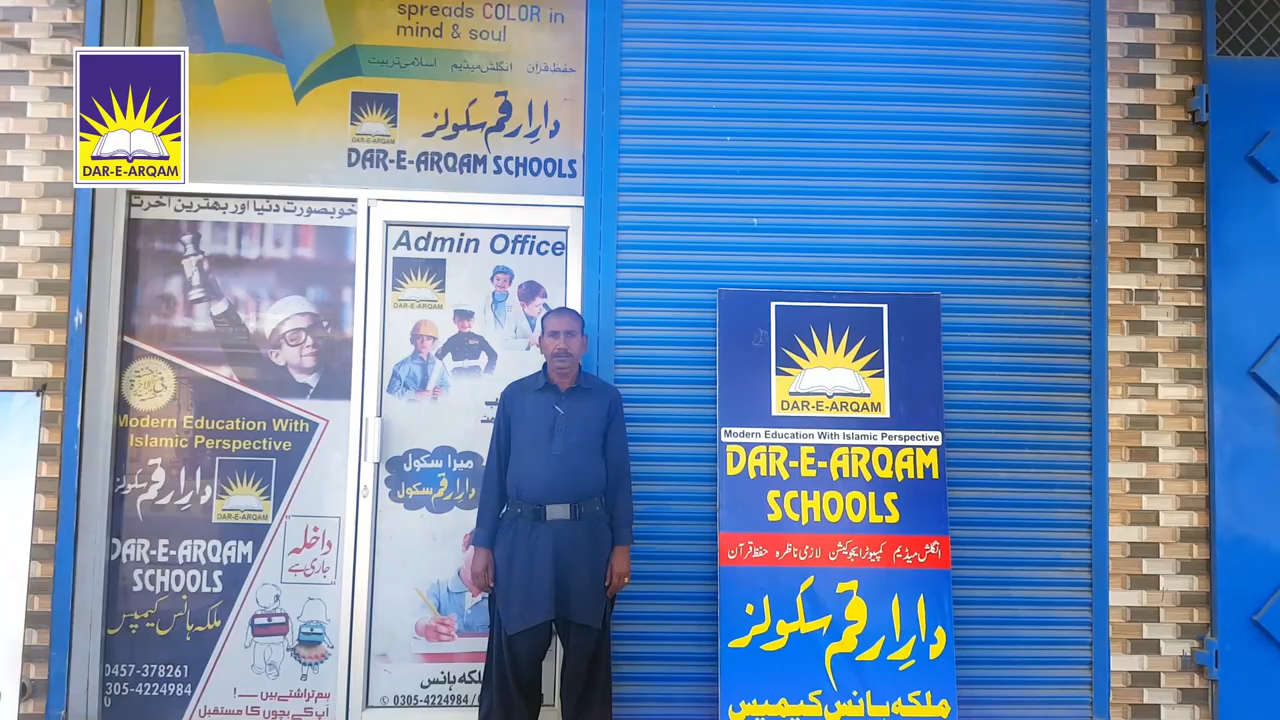 spreads COLOR in
mind & soul
حفظ قرآن انگلش میڈیم اسلامی تربیت
DAR-E-ARQAM
دارِ ارقم سکولز
DAR-E-ARQAM SCHOOLS
DAR-E-ARQAM
خوبصورت دنیا اور بهترین آخرت
Modern Education With
Islamic Perspective
دارِ ارقم سکولز
DAR-E-ARQAM
DAR-E-ARQAM
SCHOOLS
ملکہ ہانس کیمپس
داخلہ
جاری ہے
0457-378261
305-4224984
ہم تراشتے ہیں ---!
آپ کے بچوں کا مستقبل
Admin Office
DAR-E-ARQAM
میرا سکول
دارِ ارقم سکول
ملکہ ہانس
0305-4224984 /
DAR-E-ARQAM
Modern Education With Islamic Perspective
DAR-E-ARQAM
SCHOOLS
انگلش میڈیم کمپیوٹر ایجوکیشن لازمی ناظرہ حفظ قرآن
دارِ ارقم سکولز
ملکہ ہانس کیمپس